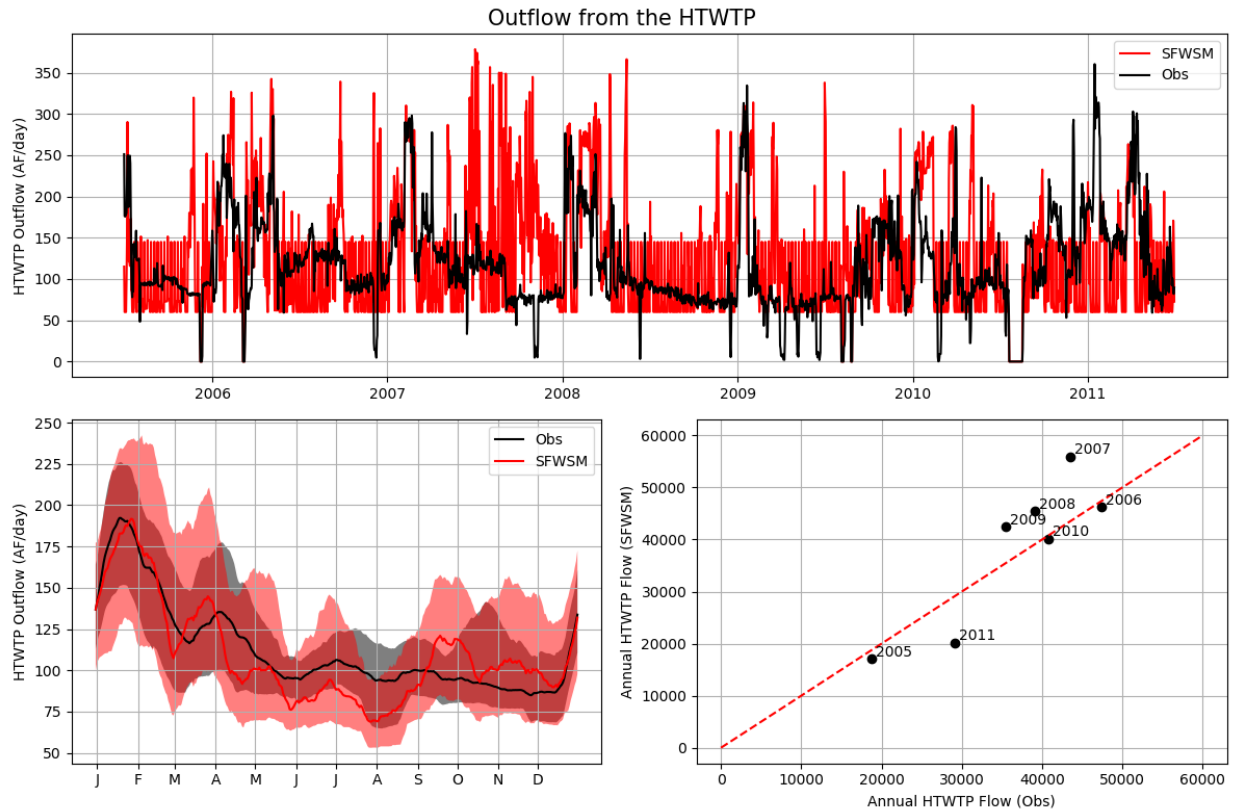 Outflow from the HTWTP
HTWTP Outflow (AF/day)
350
300
250
200
150
100
50
0
SFWSM
Obs
2006 2007 2008 2009 2010 2011
HTWTP Outflow (AF/day)
250
225
200
175
150
125
100
75
50
Obs
SFWSM
J F M A M J J A S O N D
Annual HTWTP Flow (SFWSM)
60000
50000
40000
30000
20000
10000
0
2007
2008
2006
2009
2010
2011
2005
0 10000 20000 30000 40000 50000 60000
Annual HTWTP Flow (Obs)